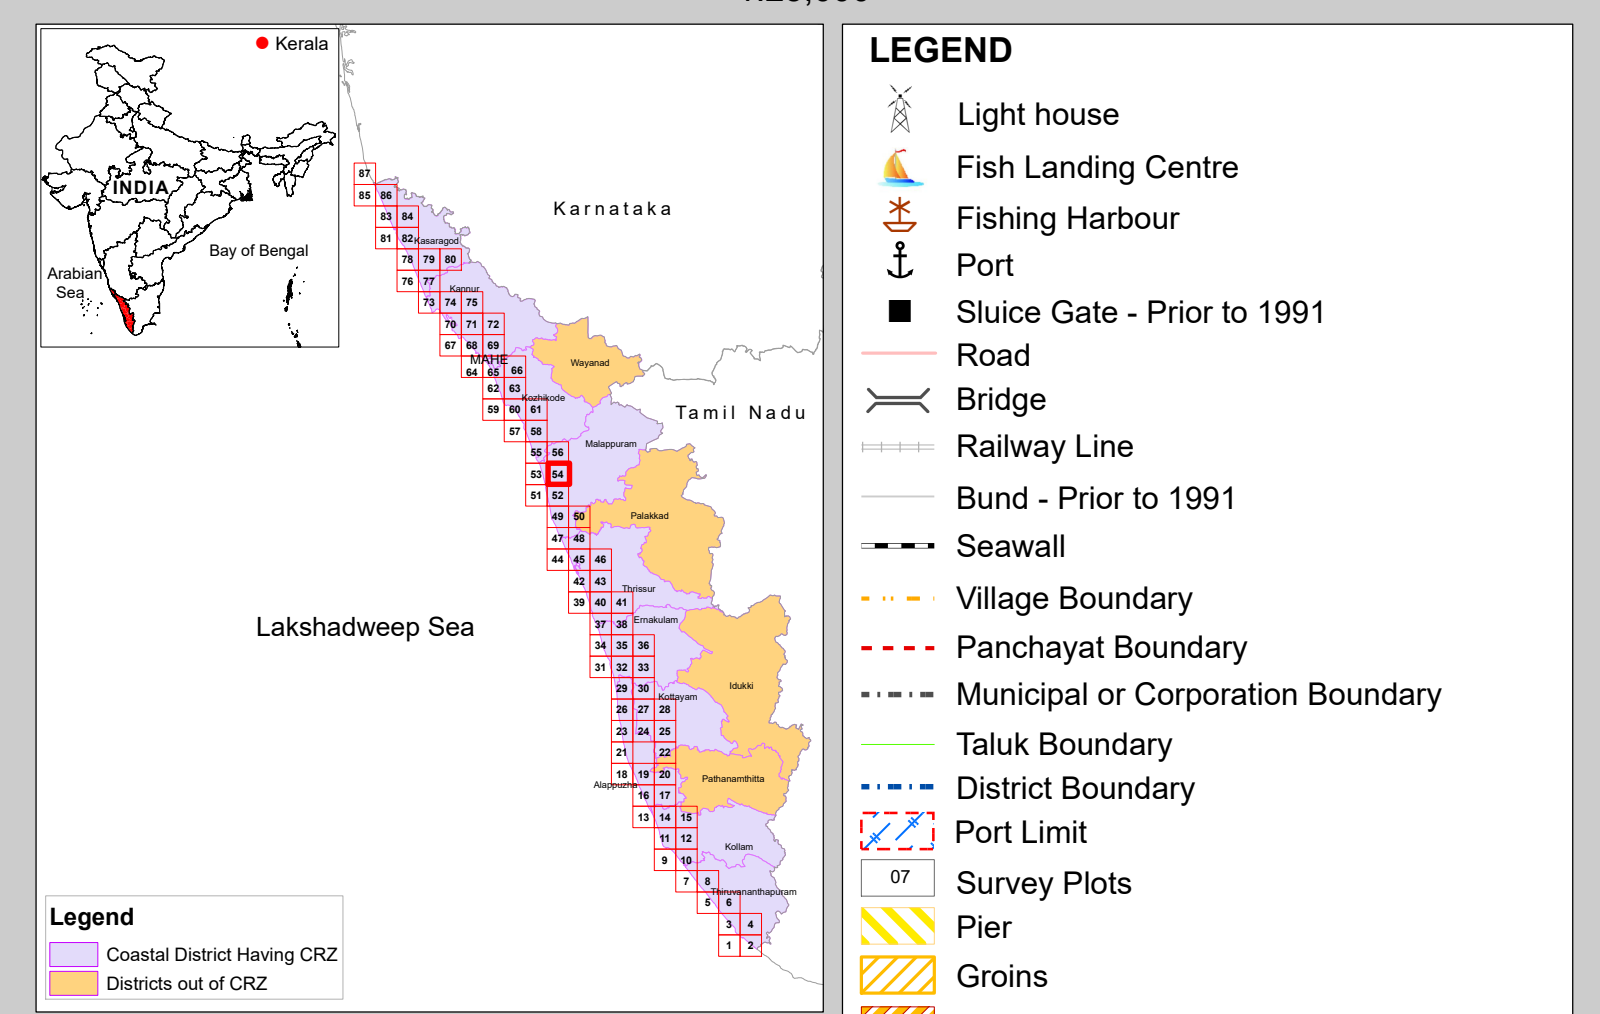 Kerala
INDIA
Bay of Bengal
Arabian
Sea
Karnataka
87
85 86
83 84
81 82 Kasaragod
78 79 80
76 77
Kannur
73 74 75
70 71 72
67 68 69
MAHE
64 65 66
Wayanad
62 63
Kozhikode
59 60 61
Tamil Nadu
57 58
Malappuram
55 56
53 54
51 52
49 50 Palakkad
47 48
44 45 46
42 43
Thrissur
39 40 41
Ernakulam
37 38
Lakshadweep Sea
34 35 36
31 32 33
29 30
Idukki
Kottayam
26 27 28
23 24 25
21 22
18 19 20
Pathanamthitta
Alappuzha
16 17
13 14 15
11 12
Kollam
9 10
7 8
Thiruvananthapuram
5 6
3 4
1 2
Legend
Coastal District Having CRZ
Districts out of CRZ
LEGEND
Light house
Fish Landing Centre
Fishing Harbour
Port
Sluice Gate - Prior to 1991
Road
Bridge
Railway Line
Bund - Prior to 1991
Seawall
Village Boundary
Panchayat Boundary
Municipal or Corporation Boundary
Taluk Boundary
District Boundary
Port Limit
07 Survey Plots
Pier
Groins